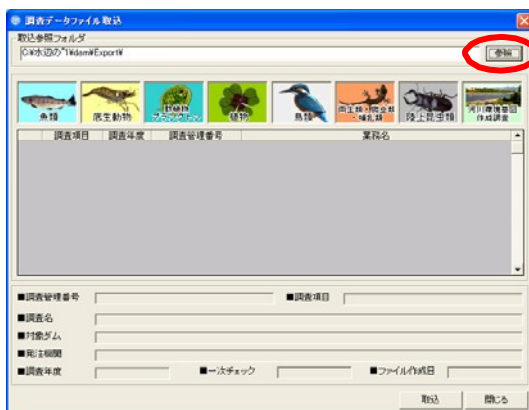 調査データファイル取込
取込参照フォルダ
参照
魚類
底生動物
動植物プランクトン
植物
鳥類
両生類・爬虫類・哺乳類
陸上昆虫類
河川環境基図作成調査
調査項目 調査年度 調査管理番号 業務名
■調査管理番号 ■調査項目
■調査名
■対象ダム
■発注機関
■調査年度 ■一次チェック ■ファイル作成日
取込 閉じる